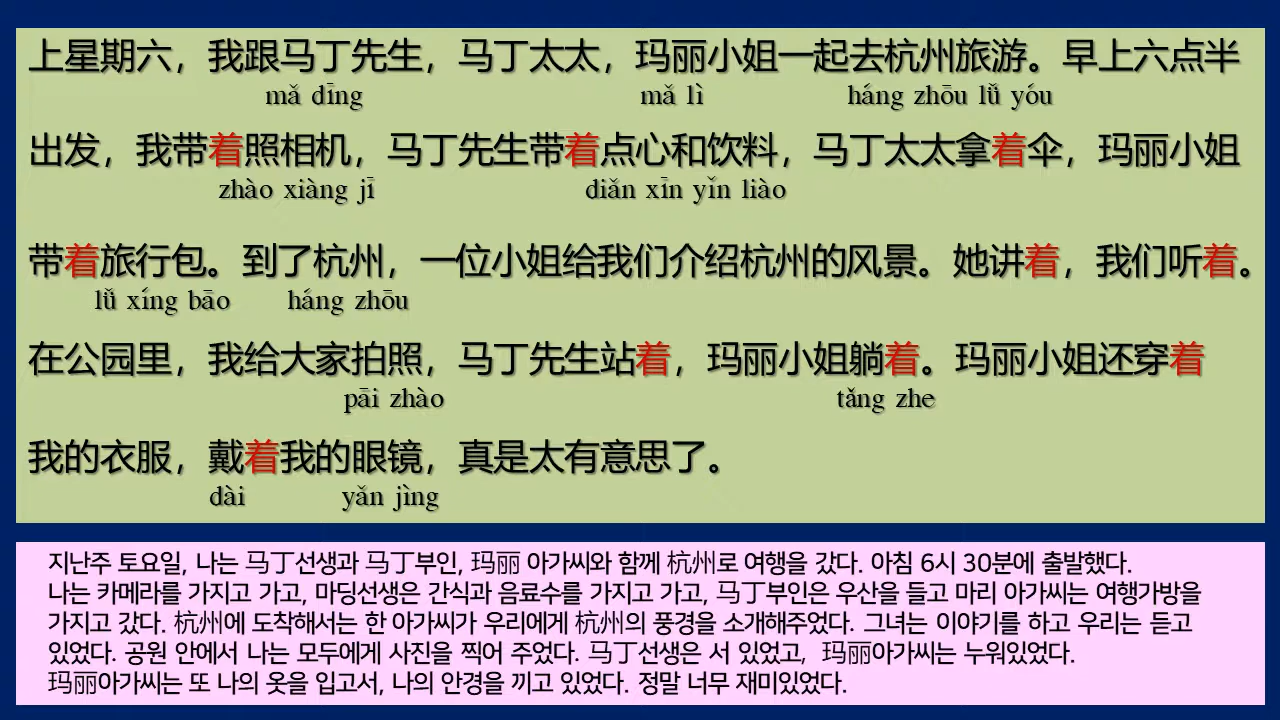 上星期六，我跟马丁先生，马丁太太，玛丽小姐一起去杭州旅游。早上六点半
mǎ dīng mǎ lì háng zhōu lǚ yóu
出发，我带着照相机，马丁先生带着点心和饮料，马丁太太拿着伞，玛丽小姐
zhào xiàng jī diǎn xīn yǐn liào
带着旅行包。到了杭州，一位小姐给我们介绍杭州的风景。她讲着，我们听着。
lǚ xíng bāo háng zhōu
在公园里，我给大家拍照，马丁先生站着，玛丽小姐躺着。玛丽小姐还穿着
pāi zhào tǎng zhe
我的衣服，戴着我的眼镜，真是太有意思了。
dài yǎn jìng
지난주 토요일, 나는 马丁선생과 马丁부인, 玛丽 아가씨와 함께 杭州로 여행을 갔다. 아침 6시 30분에 출발했다.
나는 카메라를 가지고 가고, 마딩선생은 간식과 음료수를 가지고 가고, 马丁부인은 우산을 들고 마리 아가씨는 여행가방을
가지고 갔다. 杭州에 도착해서는 한 아가씨가 우리에게 杭州의 풍경을 소개해주었다. 그녀는 이야기를 하고 우리는 듣고
있었다. 공원 안에서 나는 모두에게 사진을 찍어 주었다. 马丁선생은 서 있었고, 玛丽아가씨는 누워있었다.
玛丽아가씨는 또 나의 옷을 입고서, 나의 안경을 끼고 있었다. 정말 너무 재미있었다.